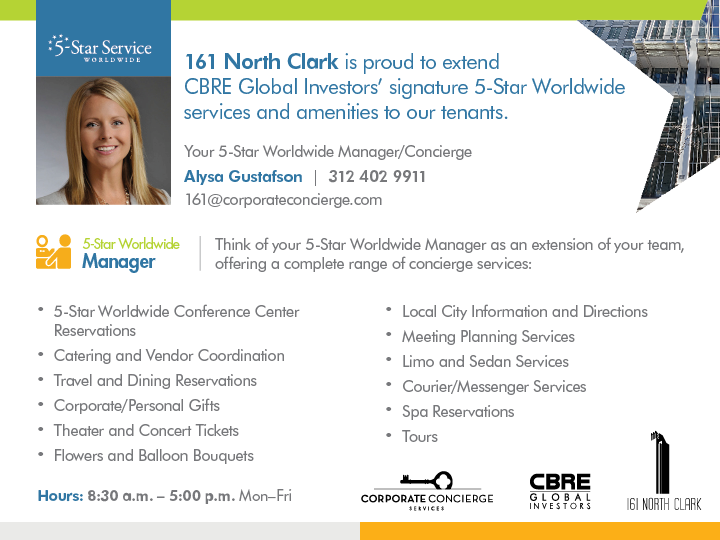 5-Star Service
WORLDWIDE
161 North Clark is proud to extend
CBRE Global Investors’ signature 5-Star Worldwide
services and amenities to our tenants.
Your 5-Star Worldwide Manager/Concierge
Alysa Gustafson | 312 402 9911
161@corporateconcierge.com
5-Star Worldwide
Manager
Think of your 5-Star Worldwide Manager as an extension of your team,
offering a complete range of concierge services:
• 5-Star Worldwide Conference Center
Reservations
• Catering and Vendor Coordination
• Travel and Dining Reservations
• Corporate/Personal Gifts
• Theater and Concert Tickets
• Flowers and Balloon Bouquets
• Local City Information and Directions
• Meeting Planning Services
• Limo and Sedan Services
• Courier/Messenger Services
• Spa Reservations
• Tours
Hours: 8:30 a.m. – 5:00 p.m. Mon–Fri
CORPORATE CONCIERGE
SERVICES
CBRE
GLOBAL
INVESTORS
161 NORTH CLARK